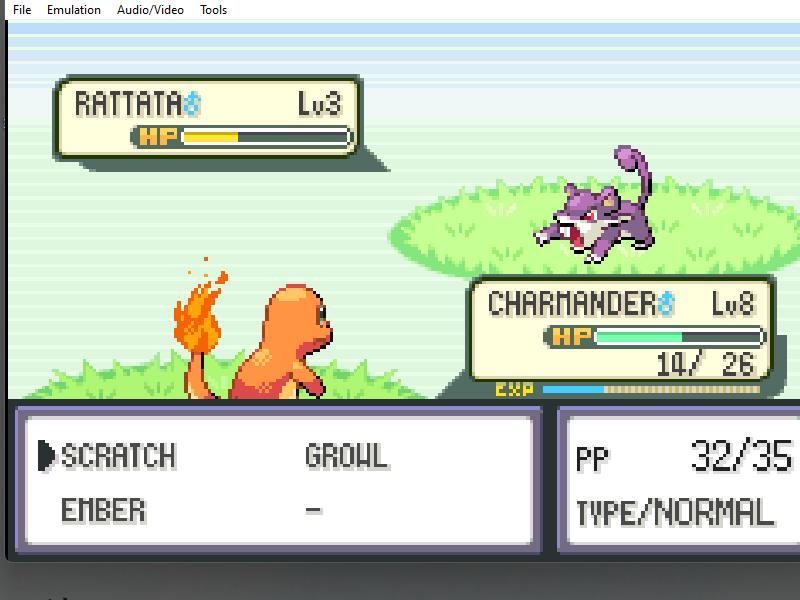 File Emulation Audio/Video Tools
RATTATA♂ Lv3
HP
CHARMANDER♂ Lv8
HP
14/ 26
EXP
SCRATCH GROWL
EMBER –
PP 32/35
TYPE/NORMAL